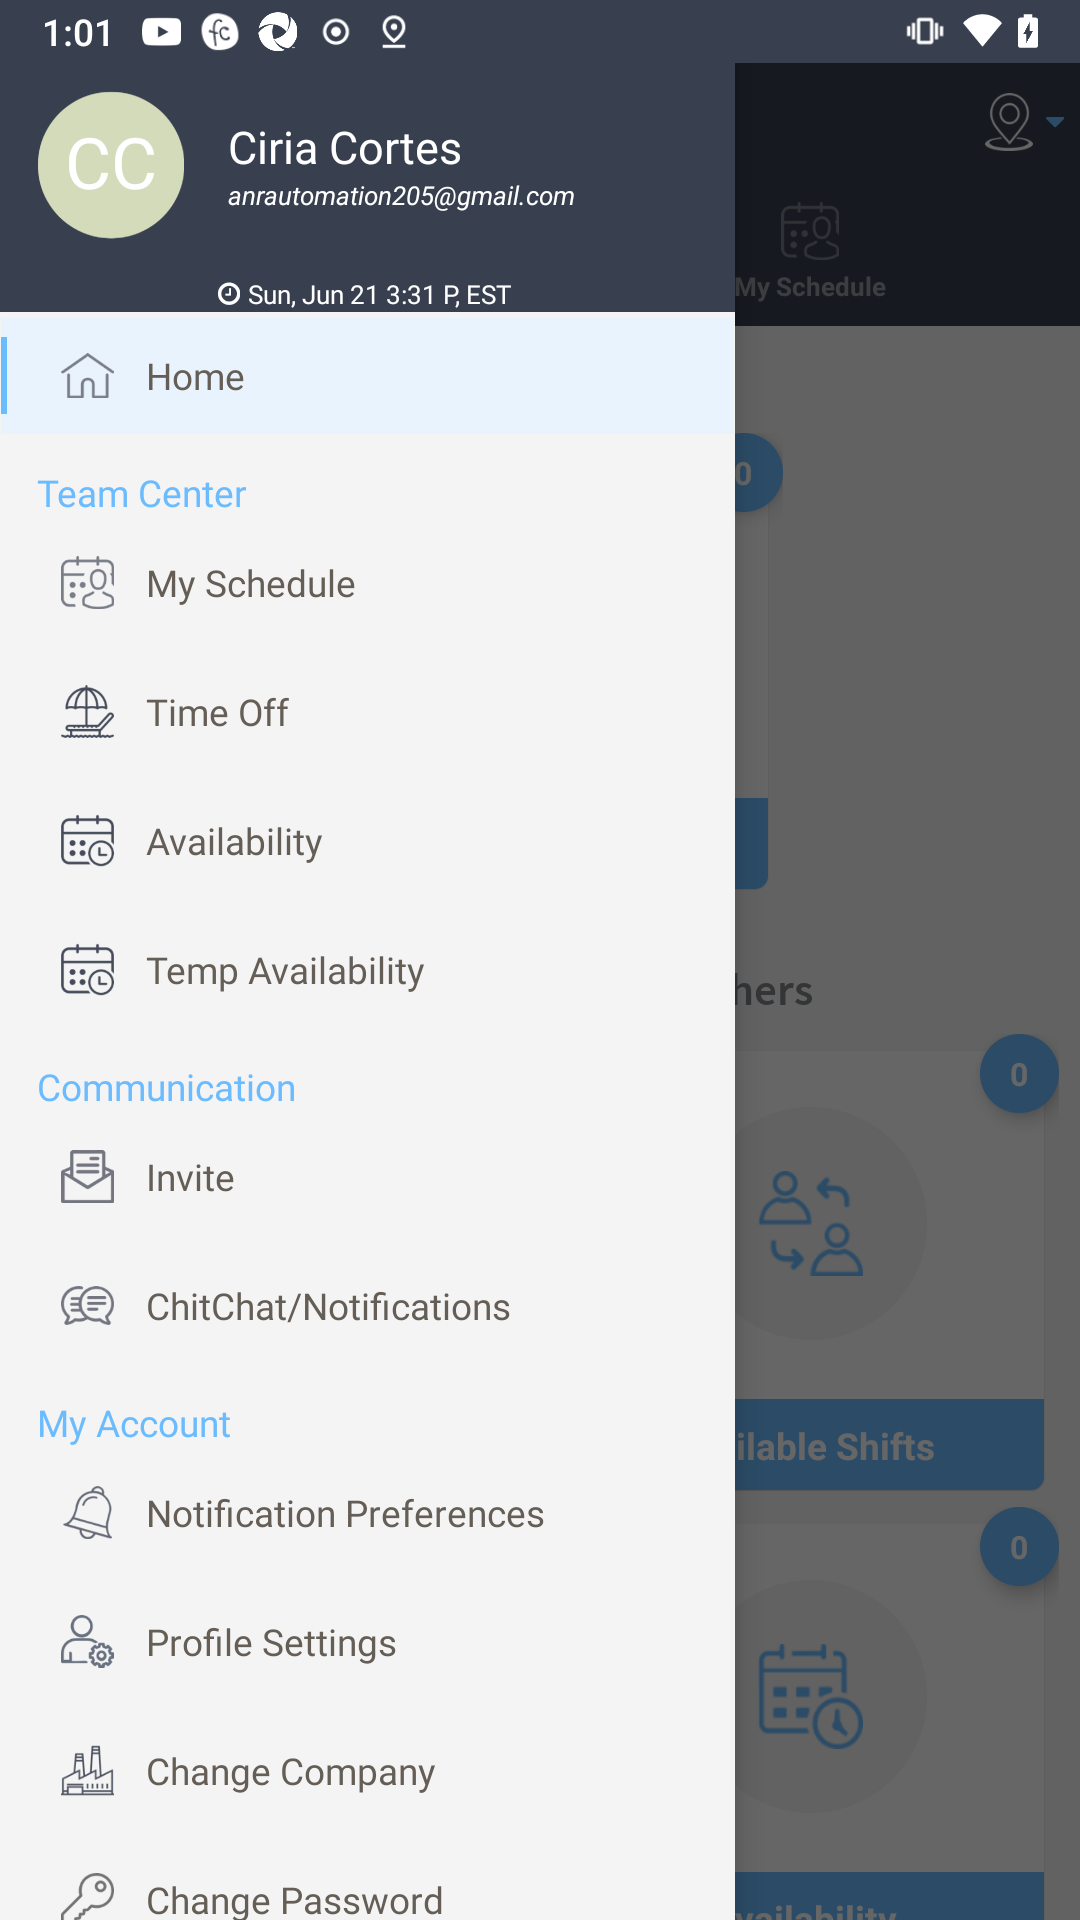 1:01
fc
CC
Ciria Cortes
anrautomation205@gmail.com
Sun, Jun 21 3:31 P, EST
My Schedule
Home
0
Team Center
My Schedule
Time Off
Availability
Temp Availability
hers
0
Communication
Invite
ChitChat/Notifications
My Account
ilable Shifts
Notification Preferences
0
Profile Settings
Change Company
Change Password
vailability